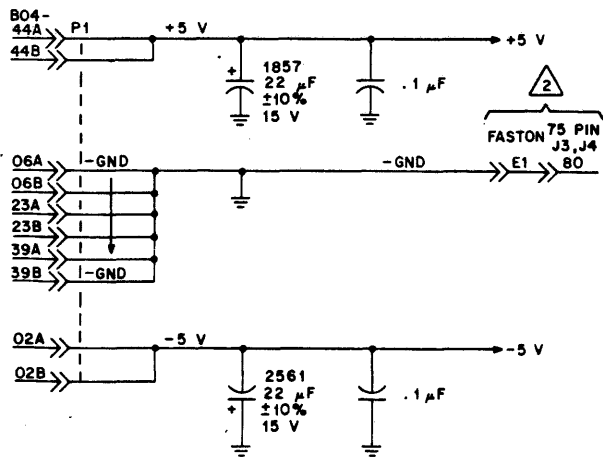 B04-
44A P1 +5 V +5 V
44B
+ 1857
22 µF
±10%
15 V
.1 µF
2
FASTON 75 PIN
J3,J4
06A -GND -GND E1 80
06B
23A
23B
39A
39B -GND
02A -5 V -5 V
02B
2561
22 µF
+ ±10%
15 V
.1 µF